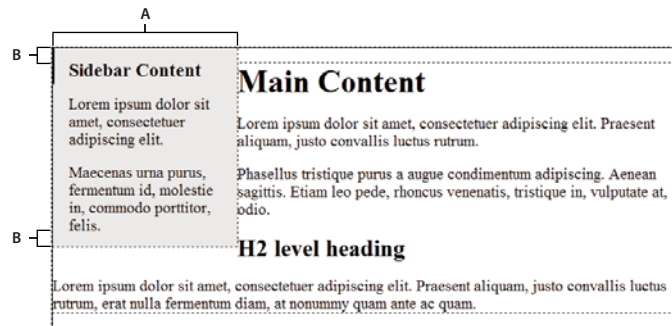 A
B
Sidebar Content
Lorem ipsum dolor sit
amet, consectetuer
adipiscing elit.
Maecenas urna purus,
fermentum id, molestie
in, commodo porttitor,
felis.
B
Main Content
Lorem ipsum dolor sit amet, consectetuer adipiscing elit. Praesent
aliquam, justo convallis luctus rutrum.
Phasellus tristique purus a augue condimentum adipiscing. Aenean
sagittis. Etiam leo pede, rhoncus venenatis, tristique in, vulputate at,
odio.
H2 level heading
Lorem ipsum dolor sit amet, consectetuer adipiscing elit. Praesent aliquam, justo convallis luctus
rutrum, erat nulla fermentum diam, at nonummy quam ante ac quam.